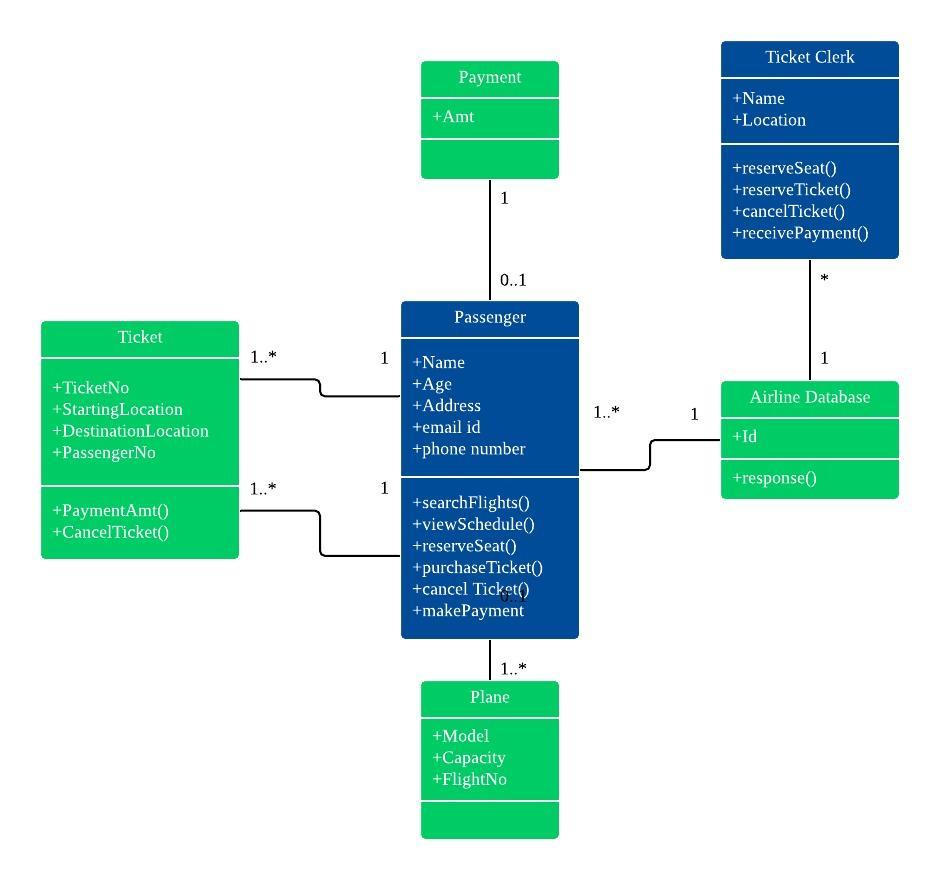 Payment
+Amt
1
0..1
Ticket Clerk
+Name
+Location
+reserveSeat()
+reserveTicket()
+cancelTicket()
+receivePayment()
*
1
Ticket
+TicketNo
+StartingLocation
+DestinationLocation
+PassengerNo
+PaymentAmt()
+CancelTicket()
1..* 1
1..* 1
Passenger
+Name
+Age
+Address
+email id
+phone number
+searchFlights()
+viewSchedule()
+reserveSeat()
+purchaseTicket()
+cancel Ticket()
0..1
+makePayment
1..* 1
Airline Database
+Id
+response()
1..*
Plane
+Model
+Capacity
+FlightNo